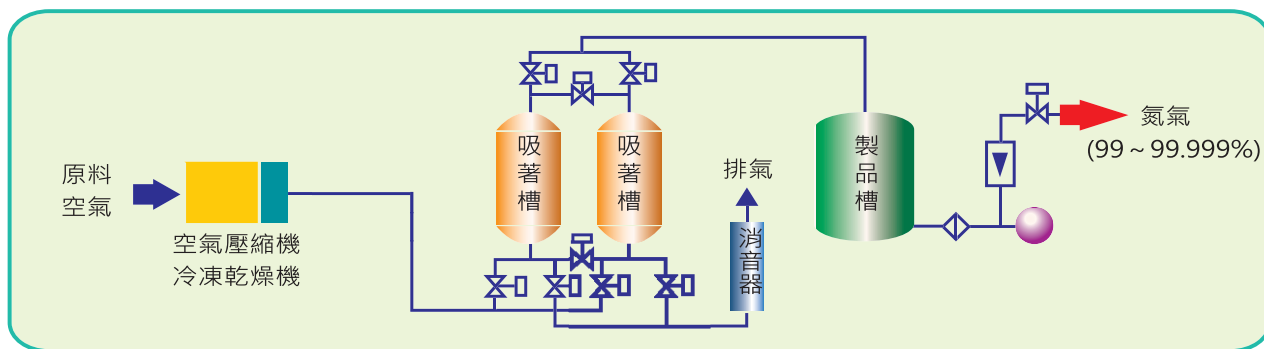 原料
空氣
空氣壓縮機
冷凍乾燥機
吸著槽
吸著槽
排氣
消音器
製品槽
氮氣
(99～99.999%)